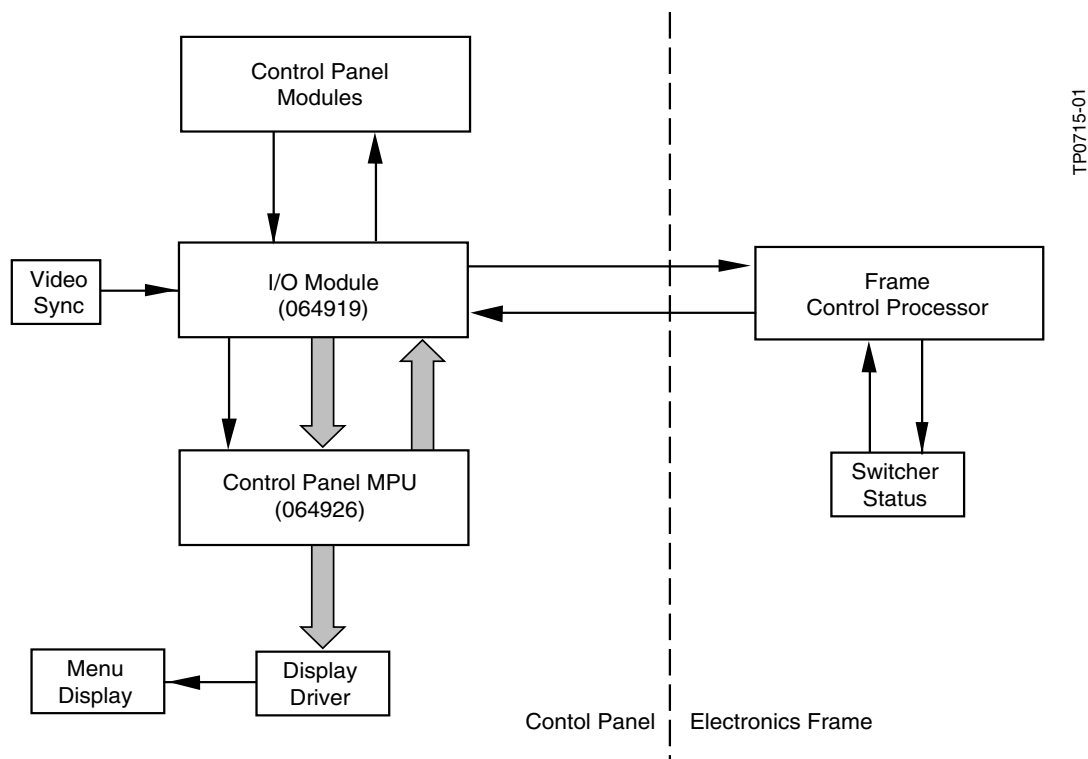 Control Panel
Modules
TP0715-01
Video
Sync
I/O Module
(064919)
Frame
Control Processor
Control Panel MPU
(064926)
Switcher
Status
Menu
Display
Display
Driver
Contol Panel
Electronics Frame